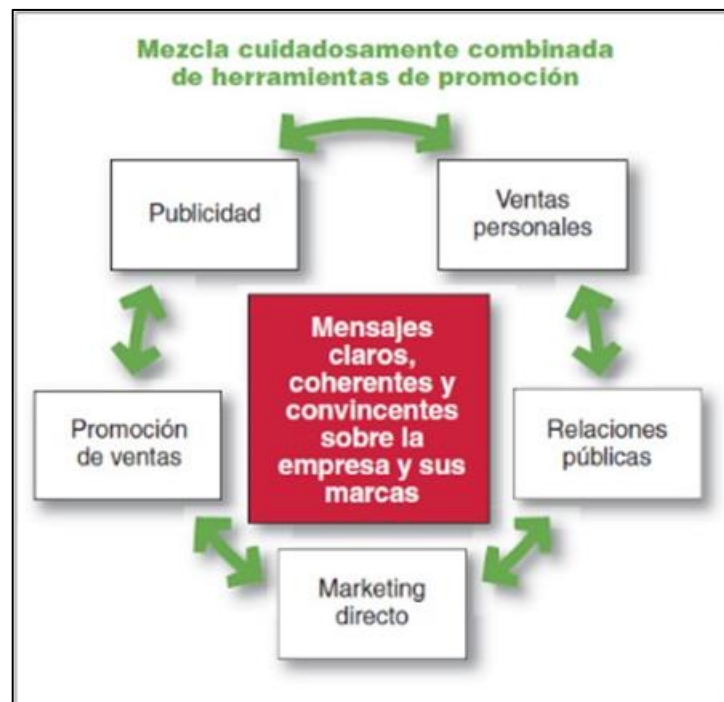 Mezcla cuidadosamente combinada
de herramientas de promoción
Publicidad
Ventas
personales
Mensajes
claros,
coherentes y
convincentes
sobre la
empresa y sus
marcas
Promoción
de ventas
Relaciones
públicas
Marketing
directo